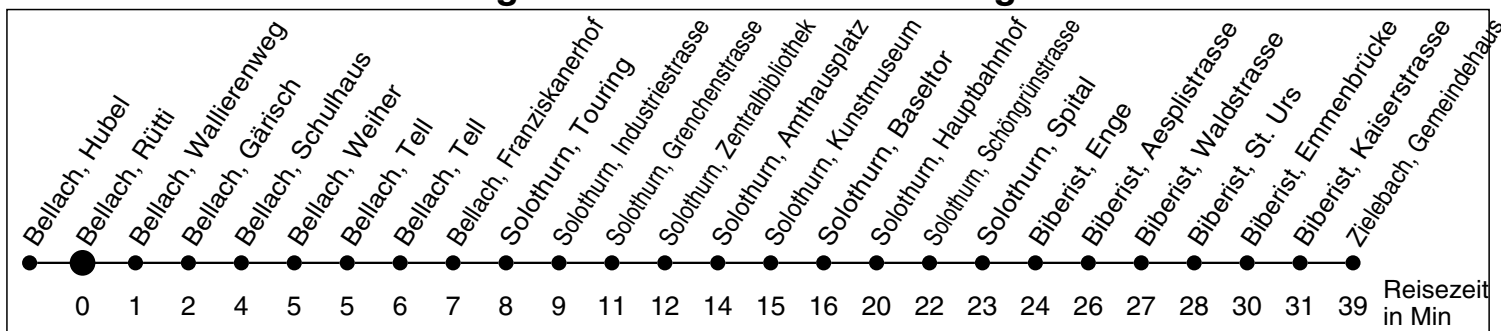 Bellach, Hubel
Bellach, Rütti
Bellach, Wallierenweg
Bellach, Gärisch
Bellach, Schulhaus
Bellach, Weiher
Bellach, Tell
Bellach, Tell
Bellach, Franziskanerhof
Solothurn, Touring
Solothurn, Industriestrasse
Solothurn, Grenchenstrasse
Solothurn, Zentralbibliothek
Solothurn, Amthausplatz
Solothurn, Kunstmuseum
Solothurn, Baseltor
Solothurn, Hauptbahnhof
Solothurn, Schöngrünstrasse
Solothurn, Spital
Biberist, Enge
Biberist, Aesplistrasse
Biberist, Waldstrasse
Biberist, St. Urs
Biberist, Emmenbrücke
Biberist, Kaiserstrasse
Zielebach, Gemeindehaus
0 1 2 4 5 5 6 7 8 9 11 12 14 15 16 20 22 23 24 26 27 28 30 31 39 Reisezeit
in Min